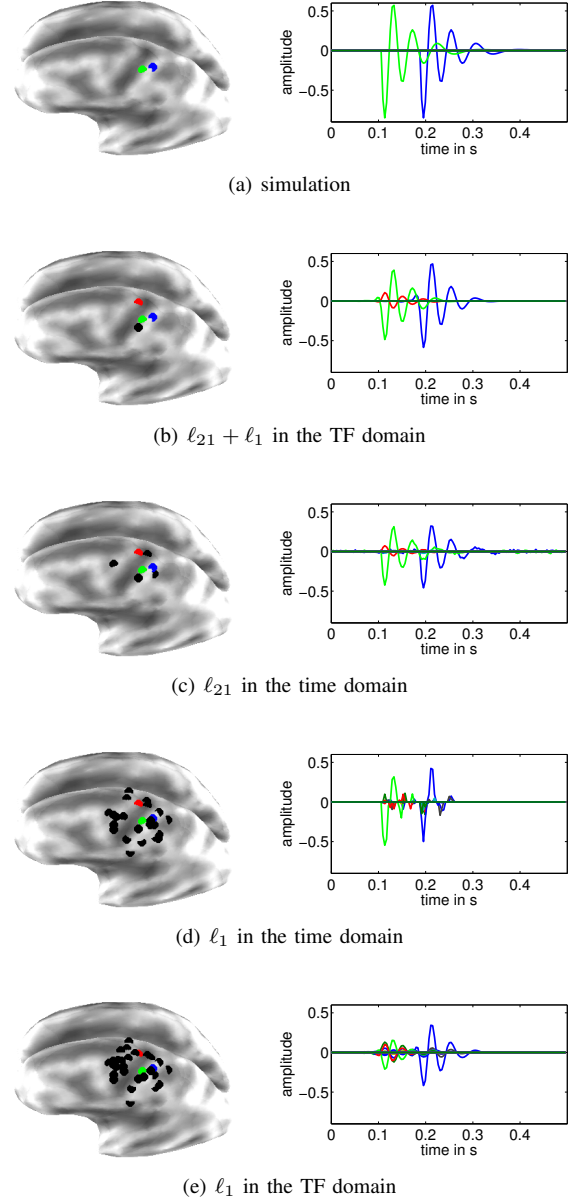 0.5
0
−0.5
amplitude
0 0.1 0.2 0.3 0.4
time in s
(a) simulation
0.5
0
−0.5
amplitude
0 0.1 0.2 0.3 0.4
time in s
(b) ℓ21 + ℓ1 in the TF domain
0.5
0
−0.5
amplitude
0 0.1 0.2 0.3 0.4
time in s
(c) ℓ21 in the time domain
0.5
0
−0.5
amplitude
0 0.1 0.2 0.3 0.4
time in s
(d) ℓ1 in the time domain
0.5
0
−0.5
amplitude
0 0.1 0.2 0.3 0.4
time in s
(e) ℓ1 in the TF domain